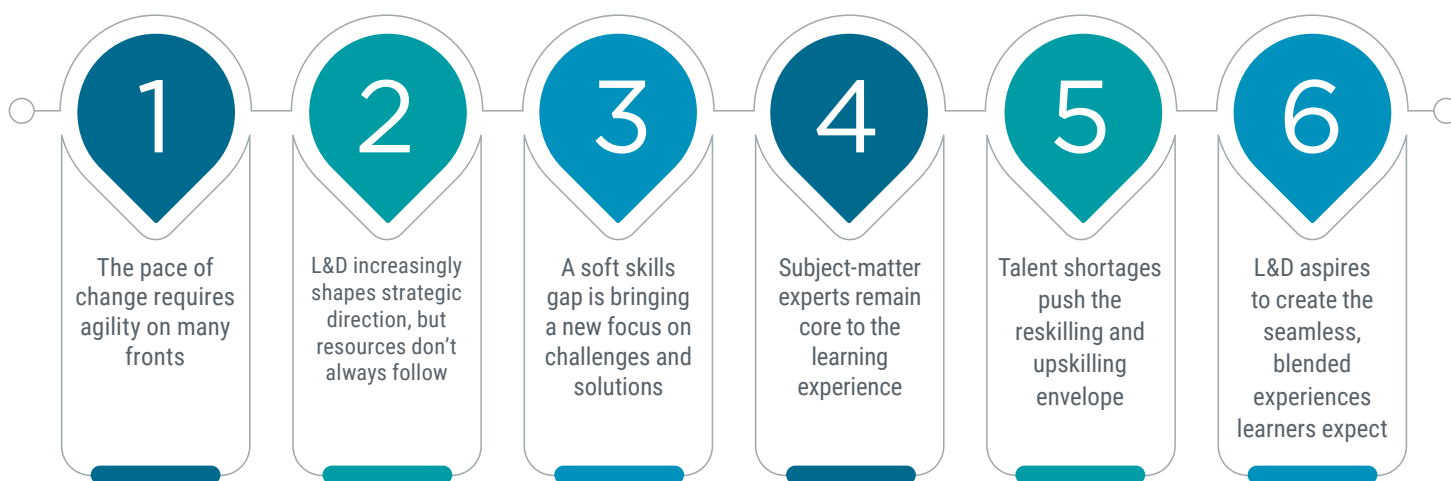 1
The pace of
change requires
agility on many
fronts
2
L&D increasingly
shapes strategic
direction, but
resources don’t
always follow
3
A soft skills
gap is bringing
a new focus on
challenges and
solutions
4
Subject-matter
experts remain
core to the
learning
experience
5
Talent shortages
push the
reskilling and
upskilling
envelope
6
L&D aspires
to create the
seamless,
blended
experiences
learners expect